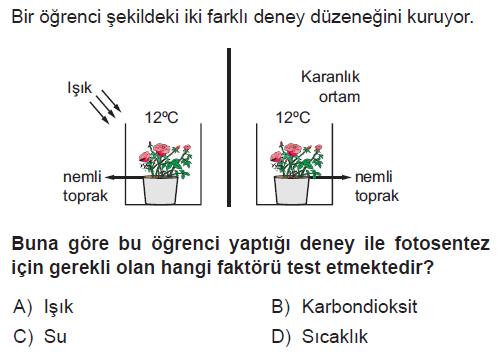 Bir öğrenci şekildeki iki farklı deney düzeneğini kuruyor.
Işık
12ºC
nemli
toprak
Karanlık
ortam
12ºC
nemli
toprak
Buna göre bu öğrenci yaptığı deney ile fotosentez
için gerekli olan hangi faktörü test etmektedir?
A) Işık
B) Karbondioksit
C) Su
D) Sıcaklık